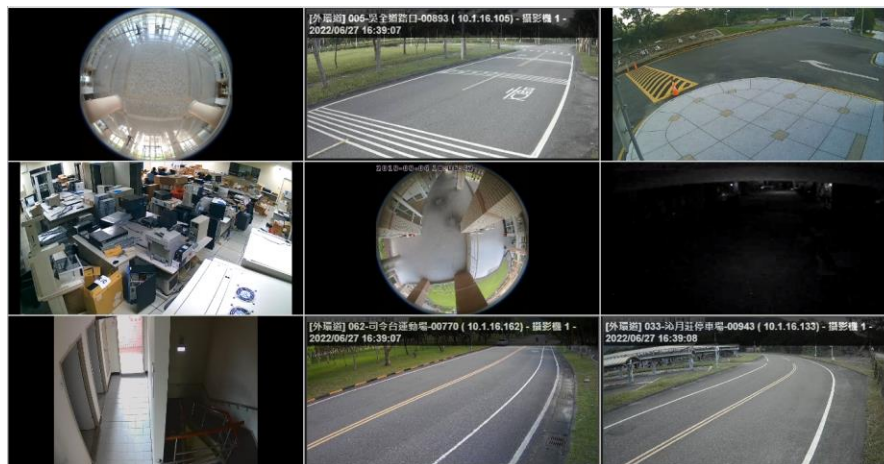 [外環道] 005-吳全嶺路口-00893 ( 10.1.16.105) - 攝影機 1 -
2022/06/27 16:39:07
慢
[外環道] 062-司令台運動場-00770 ( 10.1.16.162) - 攝影機 1 -
2022/06/27 16:39:07
[外環道] 033-沁月莊停車場-00943 ( 10.1.16.133) - 攝影機 1 -
2022/06/27 16:39:08